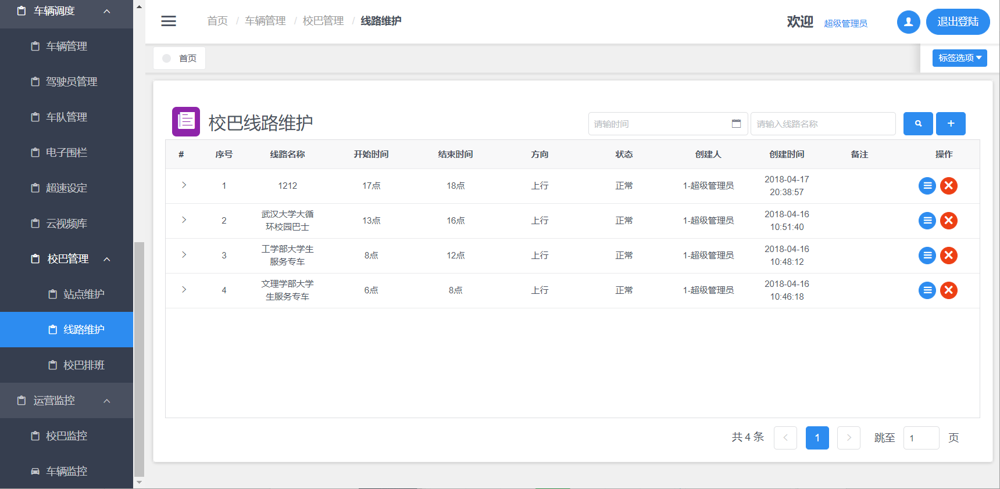 车辆调度
车辆管理
驾驶员管理
车队管理
电子围栏
超速设定
云视频库
校巴管理
站点维护
线路维护
校巴排班
运营监控
校巴监控
车辆监控
首页 / 车辆管理 / 校巴管理 / 线路维护
欢迎 超级管理员 退出登陆
首页
标签选项
校巴线路维护
请输时间 请输入线路名称
# 序号 线路名称 开始时间 结束时间 方向 状态 创建人 创建时间 备注 操作
1 1212 17点 18点 上行 正常 1-超级管理员 2018-04-17
20:38:57
2 武汉大学大循 13点 16点 上行 正常 1-超级管理员 2018-04-16
环校园巴士 10:51:40
3 工学部大学生 8点 12点 上行 正常 1-超级管理员 2018-04-16
服务专车 10:48:12
4 文理学部大学 6点 8点 上行 正常 1-超级管理员 2018-04-16
生服务专车 10:46:18
共 4 条 1 跳至 1 页